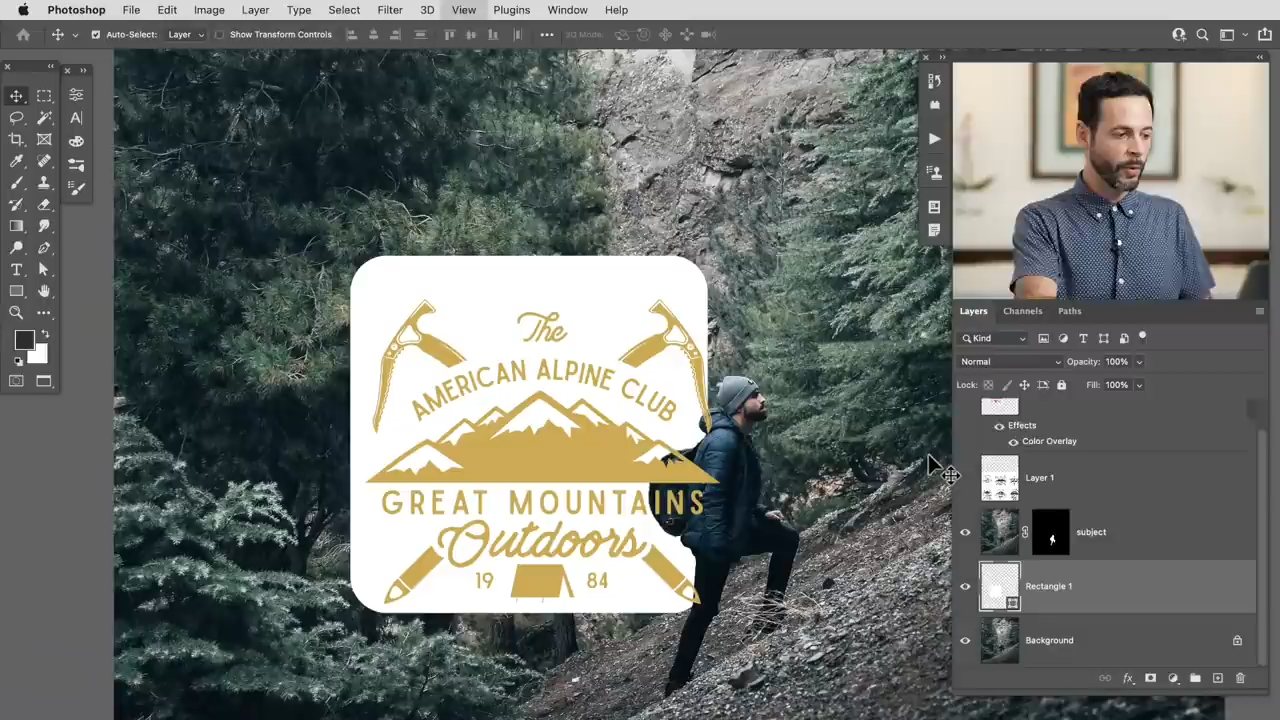 Photoshop File Edit Image Layer Type Select Filter 3D View Plugins Window Help
Auto-Select: Layer Show Transform Controls 3D Mode:
The
AMERICAN ALPINE CLUB
GREAT MOUNTAINS
Outdoors
19 84
Layers Channels Paths
Kind
Normal Opacity: 100%
Lock: Fill: 100%
Effects
Color Overlay
Layer 1
subject
Rectangle 1
Background